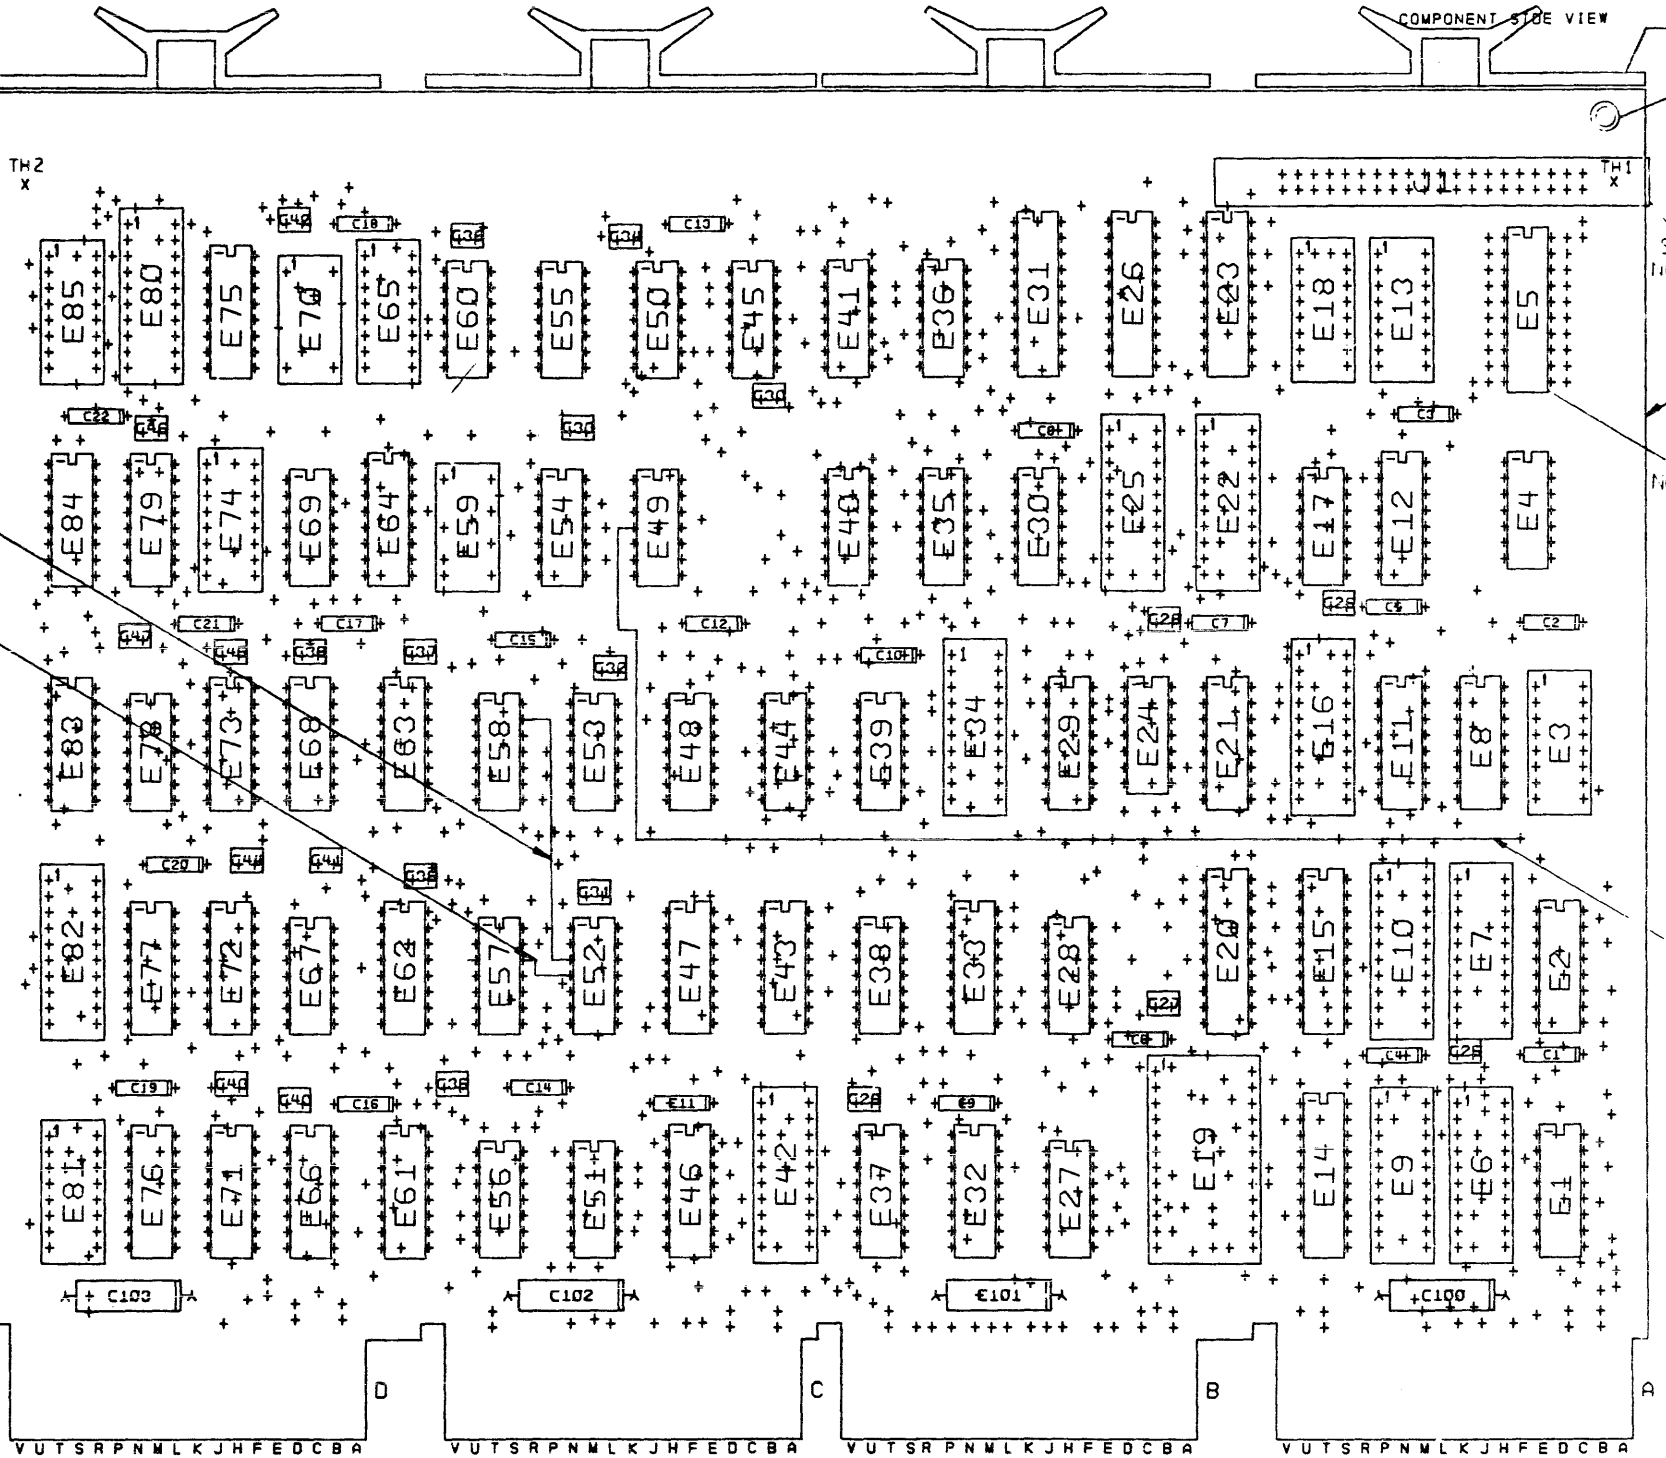 COMPONENT SIDE VIEW
TH2
X
J1
TH1
X
C18 C13
E85 E80 E75 E70 E65 E60 E55 E50 E45 E41 E36 E31 E26 E23 E18 E13 E5
C22 C3
E84 E79 E74 E69 E64 E59 E54 E49 E40 E35 E30 E25 E22 E17 E12 E4
C21 C17 C15 C12 C10 C7 C2
E83 E78 E73 E68 E63 E58 E53 E48 E44 E39 E34 E29 E24 E21 E16 E11 E8 E3
C20
E82 E77 E72 E67 E62 E57 E52 E47 E43 E38 E33 E28 E20 E15 E10 E7 E2
C19 C16 C14 C4 C1
E81 E76 E71 E66 E61 E56 E51 E46 E42 E37 E32 E27 E19 E14 E9 E6 E1
C103 C102 C101 C100
D C B A
V U T S R P N M L K J H F E D C B A V U T S R P N M L K J H F E D C B A V U T S R P N M L K J H F E D C B A V U T S R P N M L K J H F E D C B A